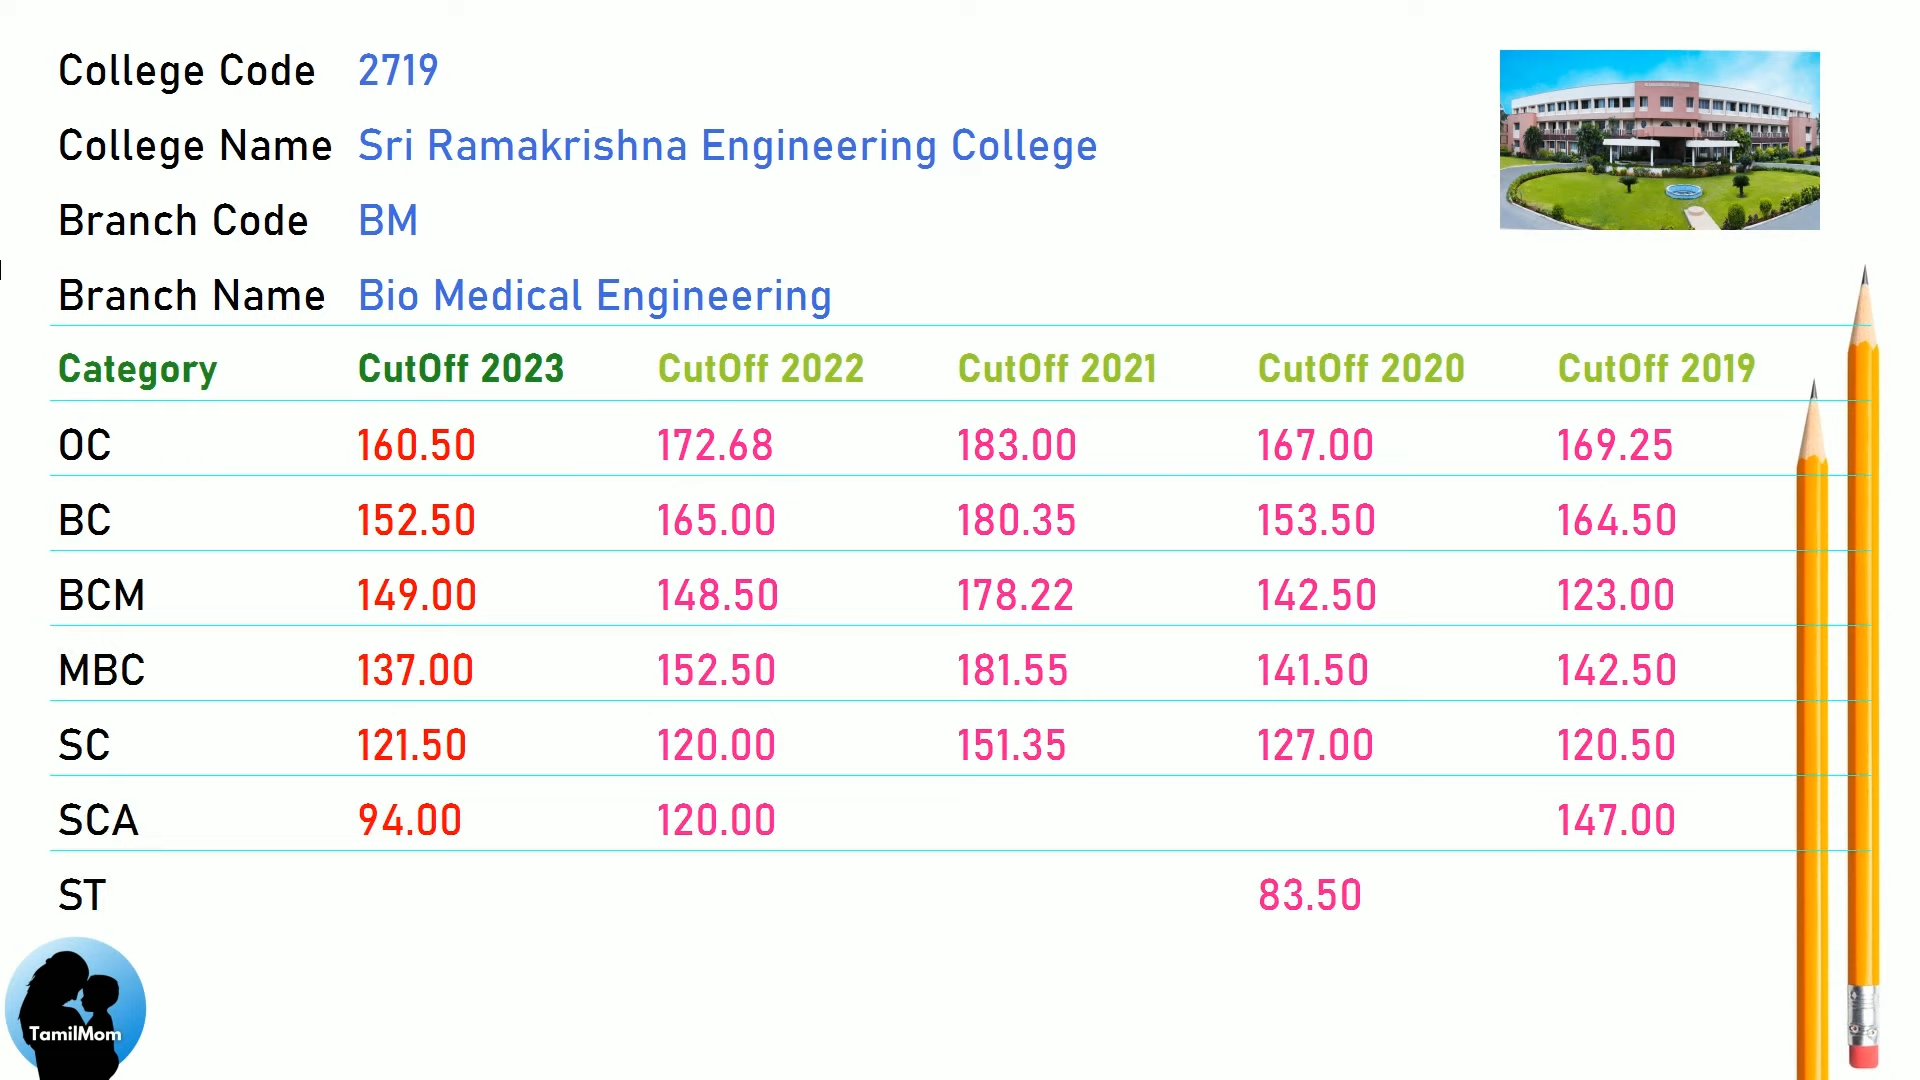 College Code 2719
College Name Sri Ramakrishna Engineering College
Branch Code BM
Branch Name Bio Medical Engineering
Category CutOff 2023 CutOff 2022 CutOff 2021 CutOff 2020 CutOff 2019
OC 160.50 172.68 183.00 167.00 169.25
BC 152.50 165.00 180.35 153.50 164.50
BCM 149.00 148.50 178.22 142.50 123.00
MBC 137.00 152.50 181.55 141.50 142.50
SC 121.50 120.00 151.35 127.00 120.50
SCA 94.00 120.00 147.00
ST 83.50
TamilMom